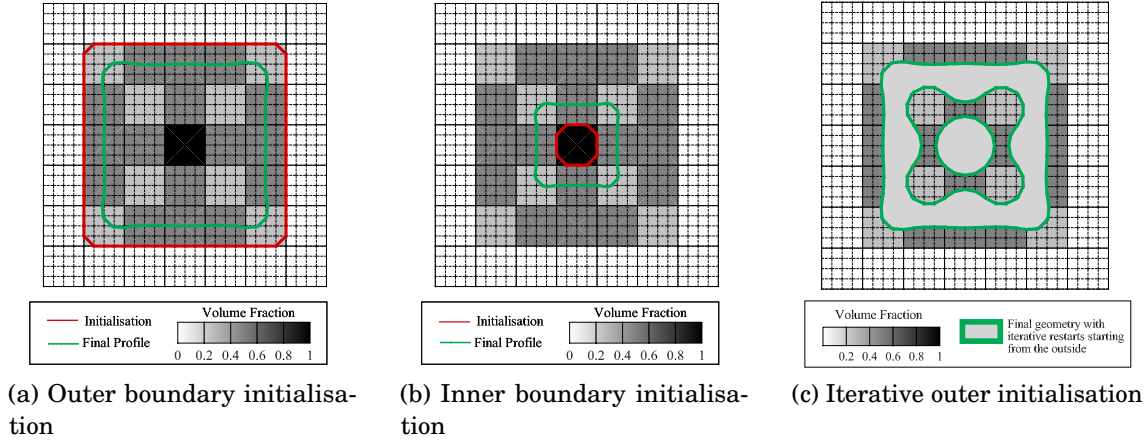 Volume Fraction
Initialisation
Final Profile
0 0.2 0.4 0.6 0.8 1
Volume Fraction
Initialisation
Final Profile
0 0.2 0.4 0.6 0.8 1
Volume Fraction
0.2 0.4 0.6 0.8 1
Final geometry with
iterative restarts starting
from the outside
(a) Outer boundary initialisa-
tion
(b) Inner boundary initialisa-
tion
(c) Iterative outer initialisation